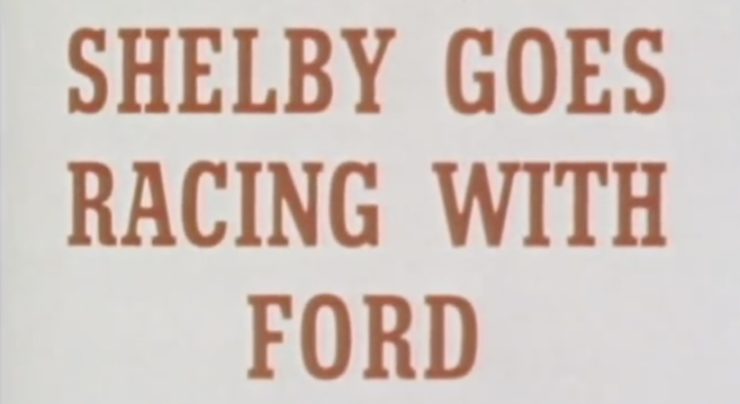 SHELBY GOES
RACING WITH
FORD